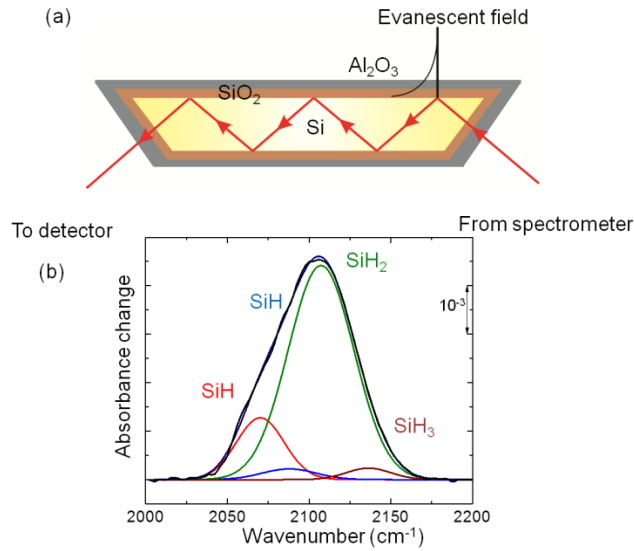 (a)
Evanescent field
Al₂O₃
SiO₂
Si
To detector
From spectrometer
(b)
SiH₂
SiH
10⁻³
SiH
SiH₃
Absorbance change
2000 2050 2100 2150 2200
Wavenumber (cm⁻¹)